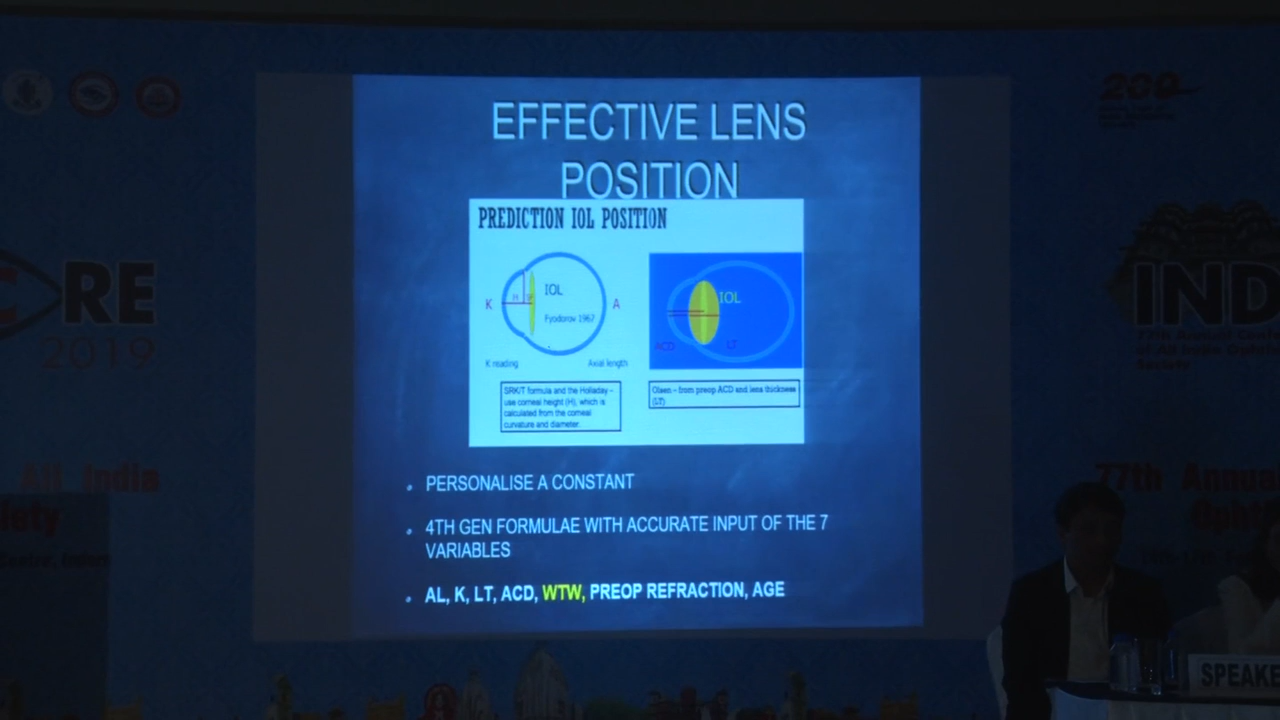 EFFECTIVE LENS
POSITION
PREDICTION IOL POSITION
K
H
IOL
A
Fyodorov 1967
K reading
Axial length
IOL
ACD
LT
SRK/T formula and the Holladay -
use corneal height (H), which is
calculated from the corneal
curvature and diameter.
Olsen - from preop ACD and lens thickness
(LT)
PERSONALISE A CONSTANT
4TH GEN FORMULAE WITH ACCURATE INPUT OF THE 7
VARIABLES
AL, K, LT, ACD, WTW, PREOP REFRACTION, AGE
RE
2019
All India
IND
77th Annua
SPEAKE